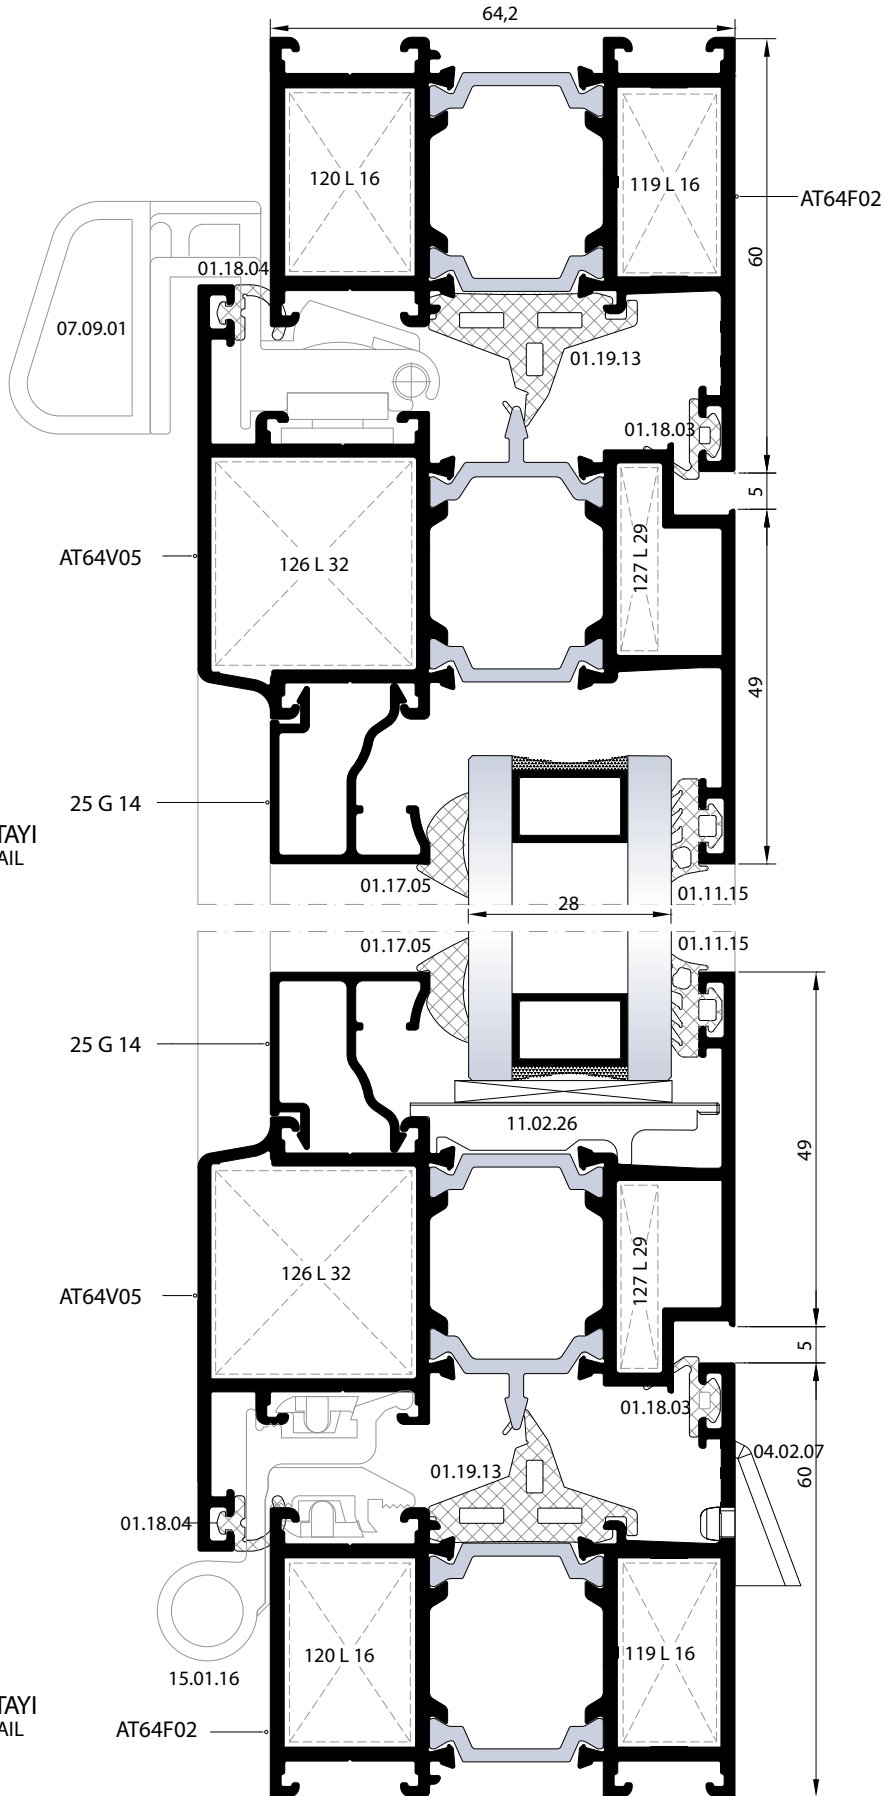 64,2
120 L 16
119 L 16
AT64F02
60
01.18.04
07.09.01
01.19.13
01.18.03
5
AT64V05
126 L 32
127 L 29
49
25 G 14
TAYI
AIL
01.17.05
01.11.15
28
01.17.05
01.11.15
25 G 14
11.02.26
49
126 L 32
127 L 29
AT64V05
5
01.18.03
04.02.07
01.19.13
60
01.18.04
120 L 16
119 L 16
15.01.16
TAYI
AIL
AT64F02